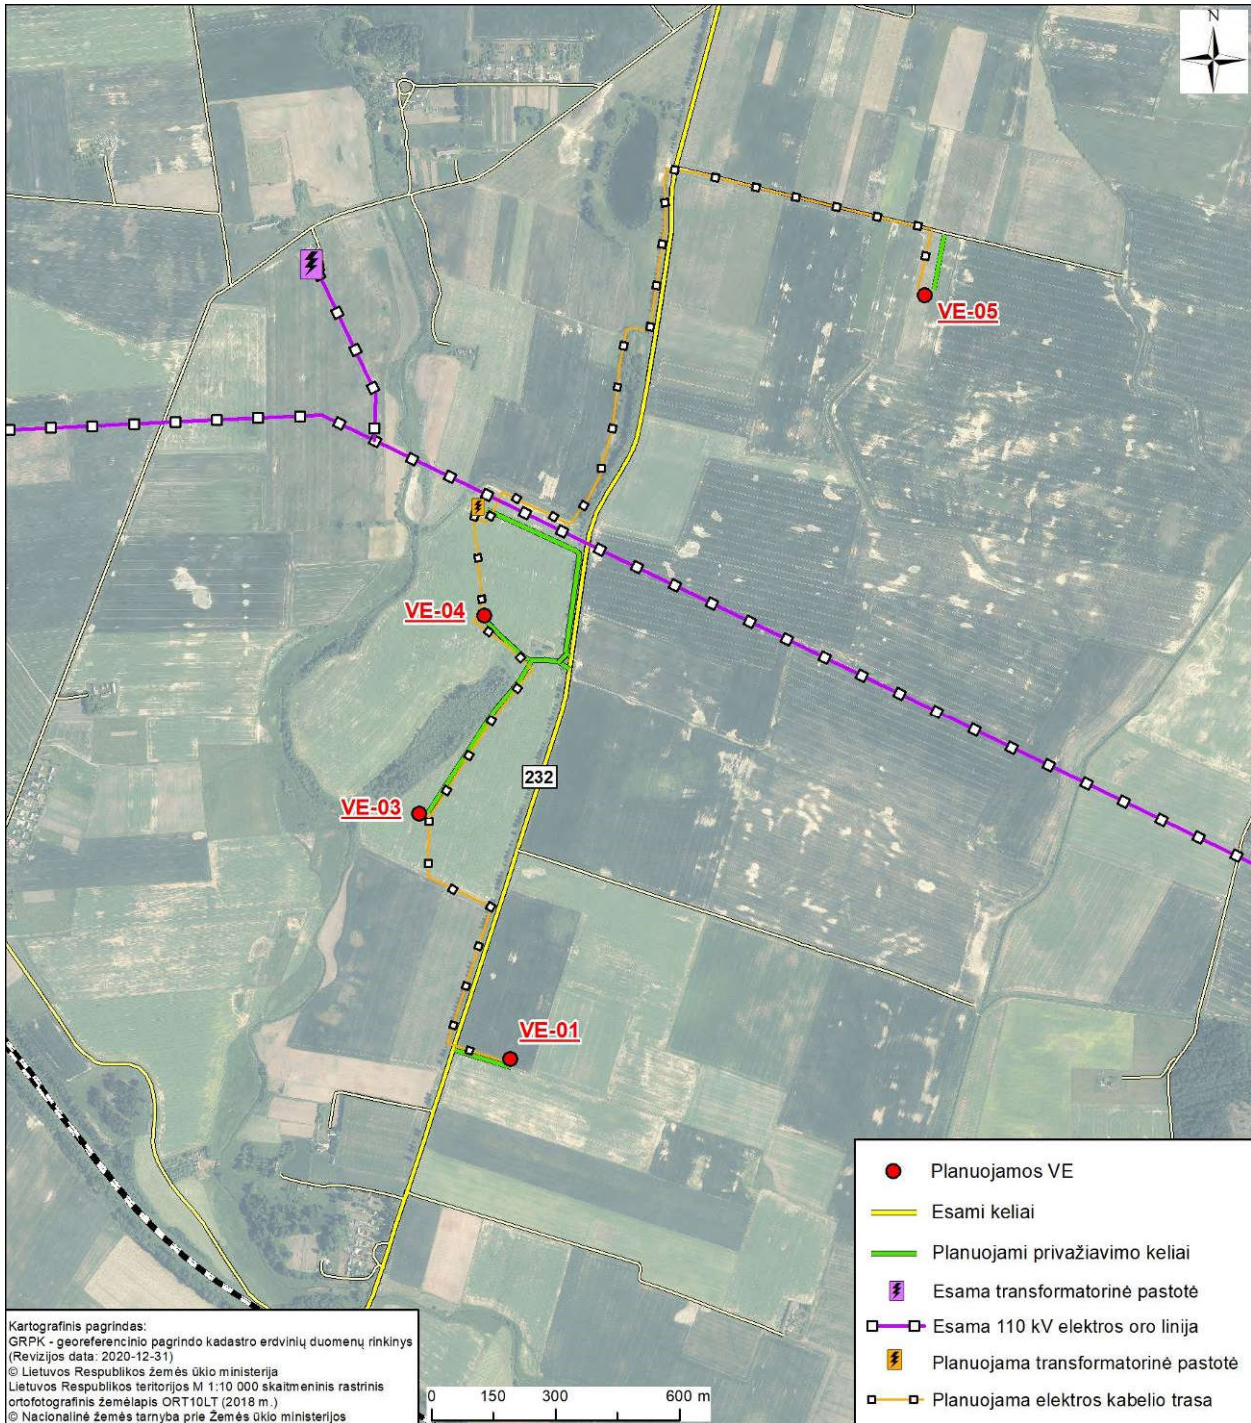 N
VE-05
VE-04
232
VE-03
VE-01
Planuojamos VE
Esami keliai
Planuojami privažiavimo keliai
Esama transformatorinė pastotė
Esama 110 kV elektros oro linija
Planuojama transformatorinė pastotė
Planuojama elektros kabelio trasa
Kartografinis pagrindas:
GRPK - georeferencinio pagrindo kadastro erdvinių duomenų rinkinys
(Revizijos data: 2020-12-31)
© Lietuvos Respublikos žemės ūkio ministerija
Lietuvos Respublikos teritorijos M 1:10 000 skaitmeninis rastrinis
ortofotografinis žemėlapis ORT10LT (2018 m.)
© Nacionalinė žemės tarnyba prie Žemės ūkio ministerijos
0 150 300 600 m